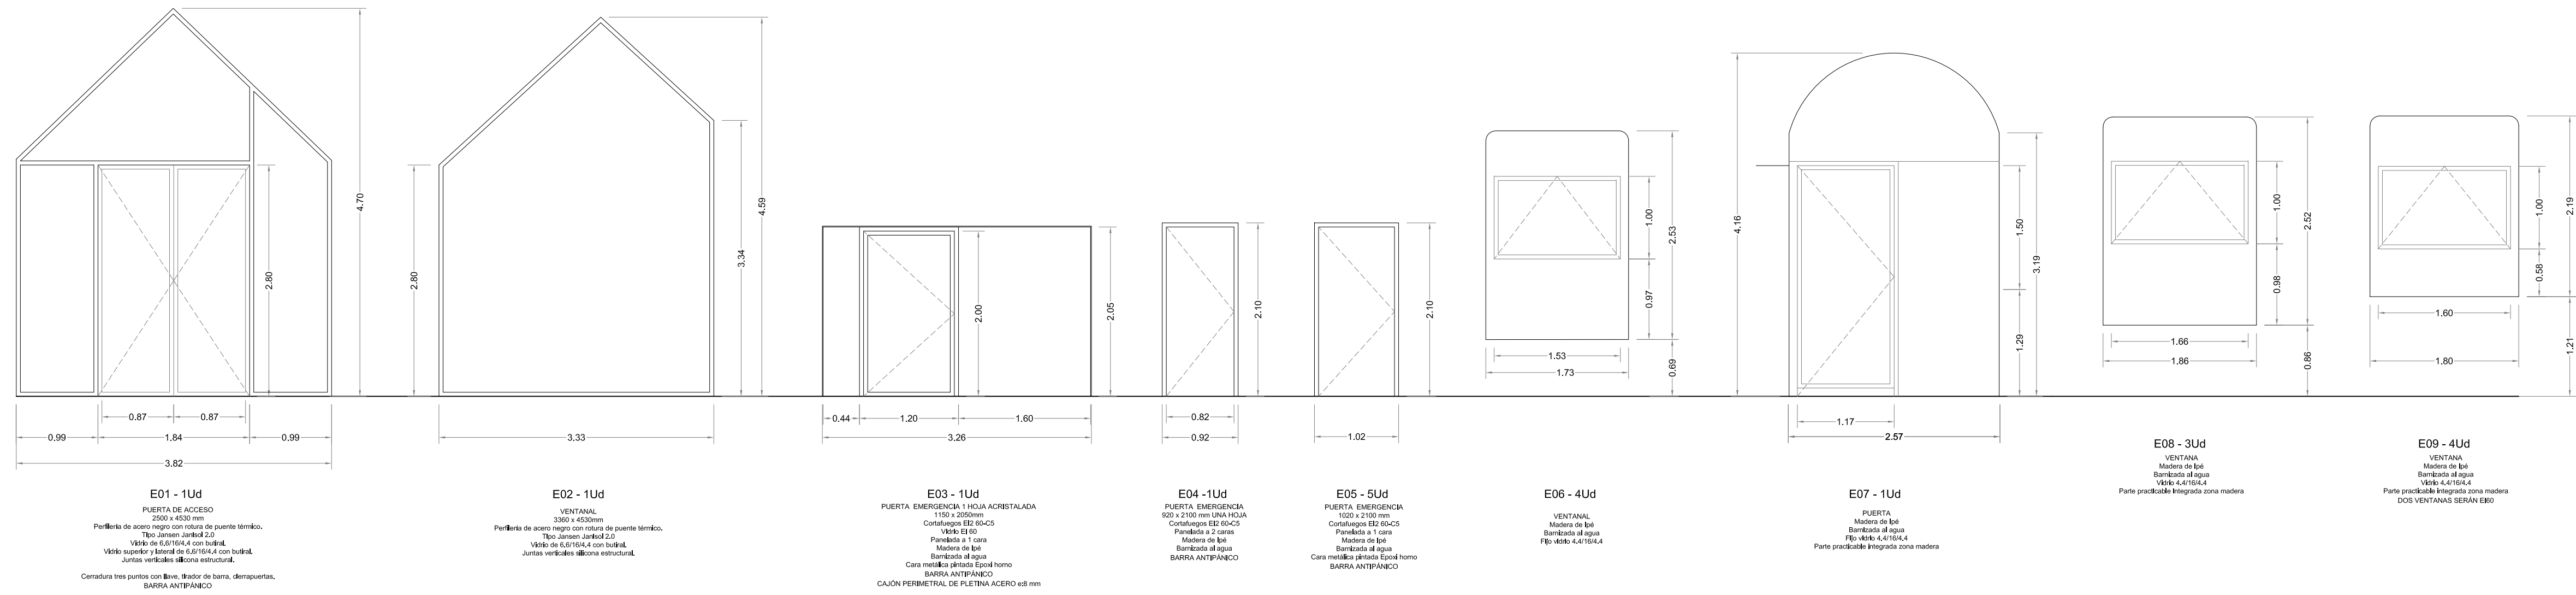 4.70
2.80
0.87
0.87
0.99
1.84
0.99
3.82
E01 - 1Ud
PUERTA DE ACCESO
2500 x 4530 mm
Perfilería de acero negro con rotura de puente térmico.
Tipo Jansen Janisol 2.0
Vidrio de 6.6/16/4.4 con butiral.
Vidrio superior y lateral de 6.6/16/4.4 con butiral.
Juntas verticales silicona estructural.
Cerradura tres puntos con llave, tirador de barra, cierrapuertas.
BARRA ANTIPÁNICO
2.80
4.59
3.34
3.33
E02 - 1Ud
VENTANAL
3360 x 4530mm
Perfilería de acero negro con rotura de puente térmico.
Tipo Jansen Janisol 2.0
Vidrio de 6.6/16/4.4 con butiral.
Juntas verticales silicona estructural.
2.00
2.05
0.44
1.20
1.60
3.26
E03 - 1Ud
PUERTA EMERGENCIA 1 HOJA ACRISTALADA
1150 x 2050mm
Cortafuegos EI2 60-C5
Vidrio EI 60
Panelada a 1 cara
Madera de Ipé
Barnizada al agua
Cara metálica pintada Epoxi horno
BARRA ANTIPÁNICO
CAJÓN PERIMETRAL DE PLETINA ACERO e:8 mm
2.10
0.82
0.92
E04 -1Ud
PUERTA EMERGENCIA
920 x 2100 mm UNA HOJA
Cortafuegos EI2 60-C5
Panelada a 2 caras
Madera de Ipé
Barnizada al agua
BARRA ANTIPÁNICO
2.10
1.02
E05 - 5Ud
PUERTA EMERGENCIA
1020 x 2100 mm
Cortafuegos EI2 60-C5
Panelada a 1 cara
Madera de Ipé
Barnizada al agua
Cara metálica pintada Epoxi horno
BARRA ANTIPÁNICO
1.00
2.53
0.97
0.69
1.53
1.73
E06 - 4Ud
VENTANAL
Madera de Ipé
Barnizada al agua
Fijo vidrio 4.4/16/4.4
4.16
1.50
3.19
1.29
1.17
2.57
E07 - 1Ud
PUERTA
Madera de Ipé
Barnizada al agua
Fijo vidrio 4.4/16/4.4
Parte practicable integrada zona madera
1.00
2.52
0.98
0.86
1.66
1.86
E08 - 3Ud
VENTANA
Madera de Ipé
Barnizada al agua
Vidrio 4.4/16/4.4
Parte practicable integrada zona madera
1.00
2.19
0.58
1.21
1.60
1.80
E09 - 4Ud
VENTANA
Madera de Ipé
Barnizada al agua
Vidrio 4.4/16/4.4
Parte practicable integrada zona madera
DOS VENTANAS SERÁN EI60